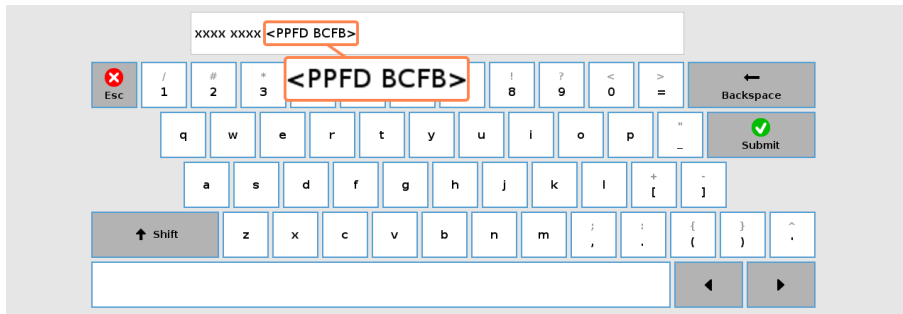 xxxx xxxx <PPFD BCFB>
<PPFD BCFB>
Esc / 1 # 2 * 3 ! 8 ? 9 < 0 > = Backspace
q w e r t y u i o p " _ Submit
a s d f g h j k l + [ - ]
Shift z x c v b n m ; , : . { ( } ) ^ '